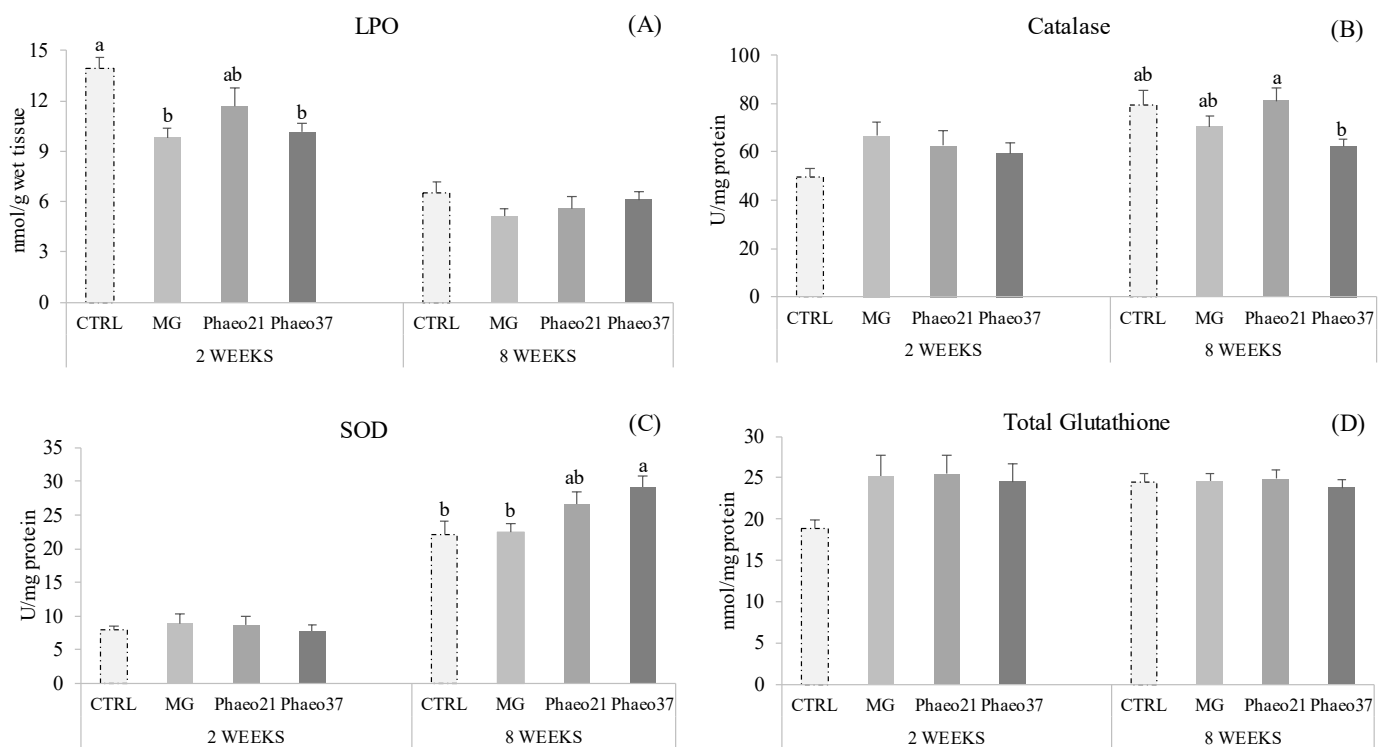 LPO
(A)
nmol/g wet tissue
15
12
9
6
3
0
a
b
ab
b
CTRL MG Phaeo21 Phaeo37 CTRL MG Phaeo21 Phaeo37
2 WEEKS 8 WEEKS
Catalase
(B)
U/mg protein
100
80
60
40
20
0
ab
ab
a
b
CTRL MG Phaeo21 Phaeo37 CTRL MG Phaeo21 Phaeo37
2 WEEKS 8 WEEKS
SOD
(C)
U/mg protein
35
30
25
20
15
10
5
0
b
b
ab
a
CTRL MG Phaeo21 Phaeo37 CTRL MG Phaeo21 Phaeo37
2 WEEKS 8 WEEKS
Total Glutathione
(D)
nmol/mgprotein
30
25
20
15
10
5
0
CTRL MG Phaeo21 Phaeo37 CTRL MG Phaeo21 Phaeo37
2 WEEKS 8 WEEKS